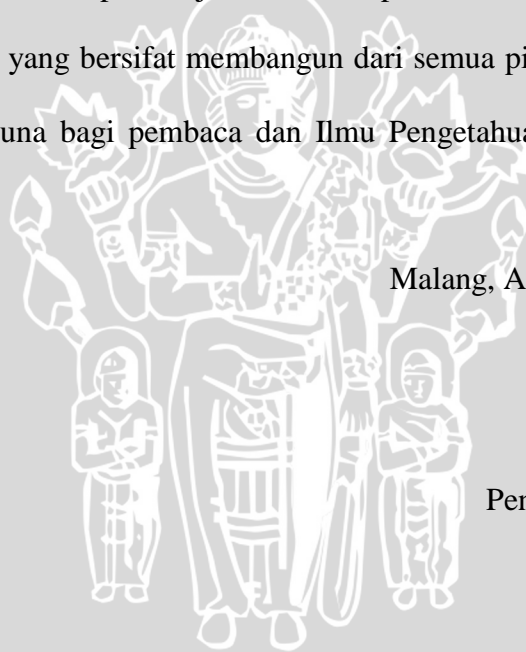 yang bersifat membangun dari semua pi
una bagi pembaca dan Ilmu Pengetahua
Malang, A
Pen